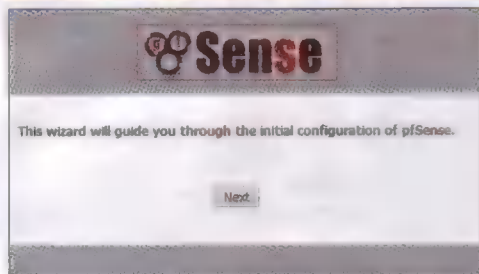 Sense
This wizard will guide you through the initial configuration of pfSense.
Next